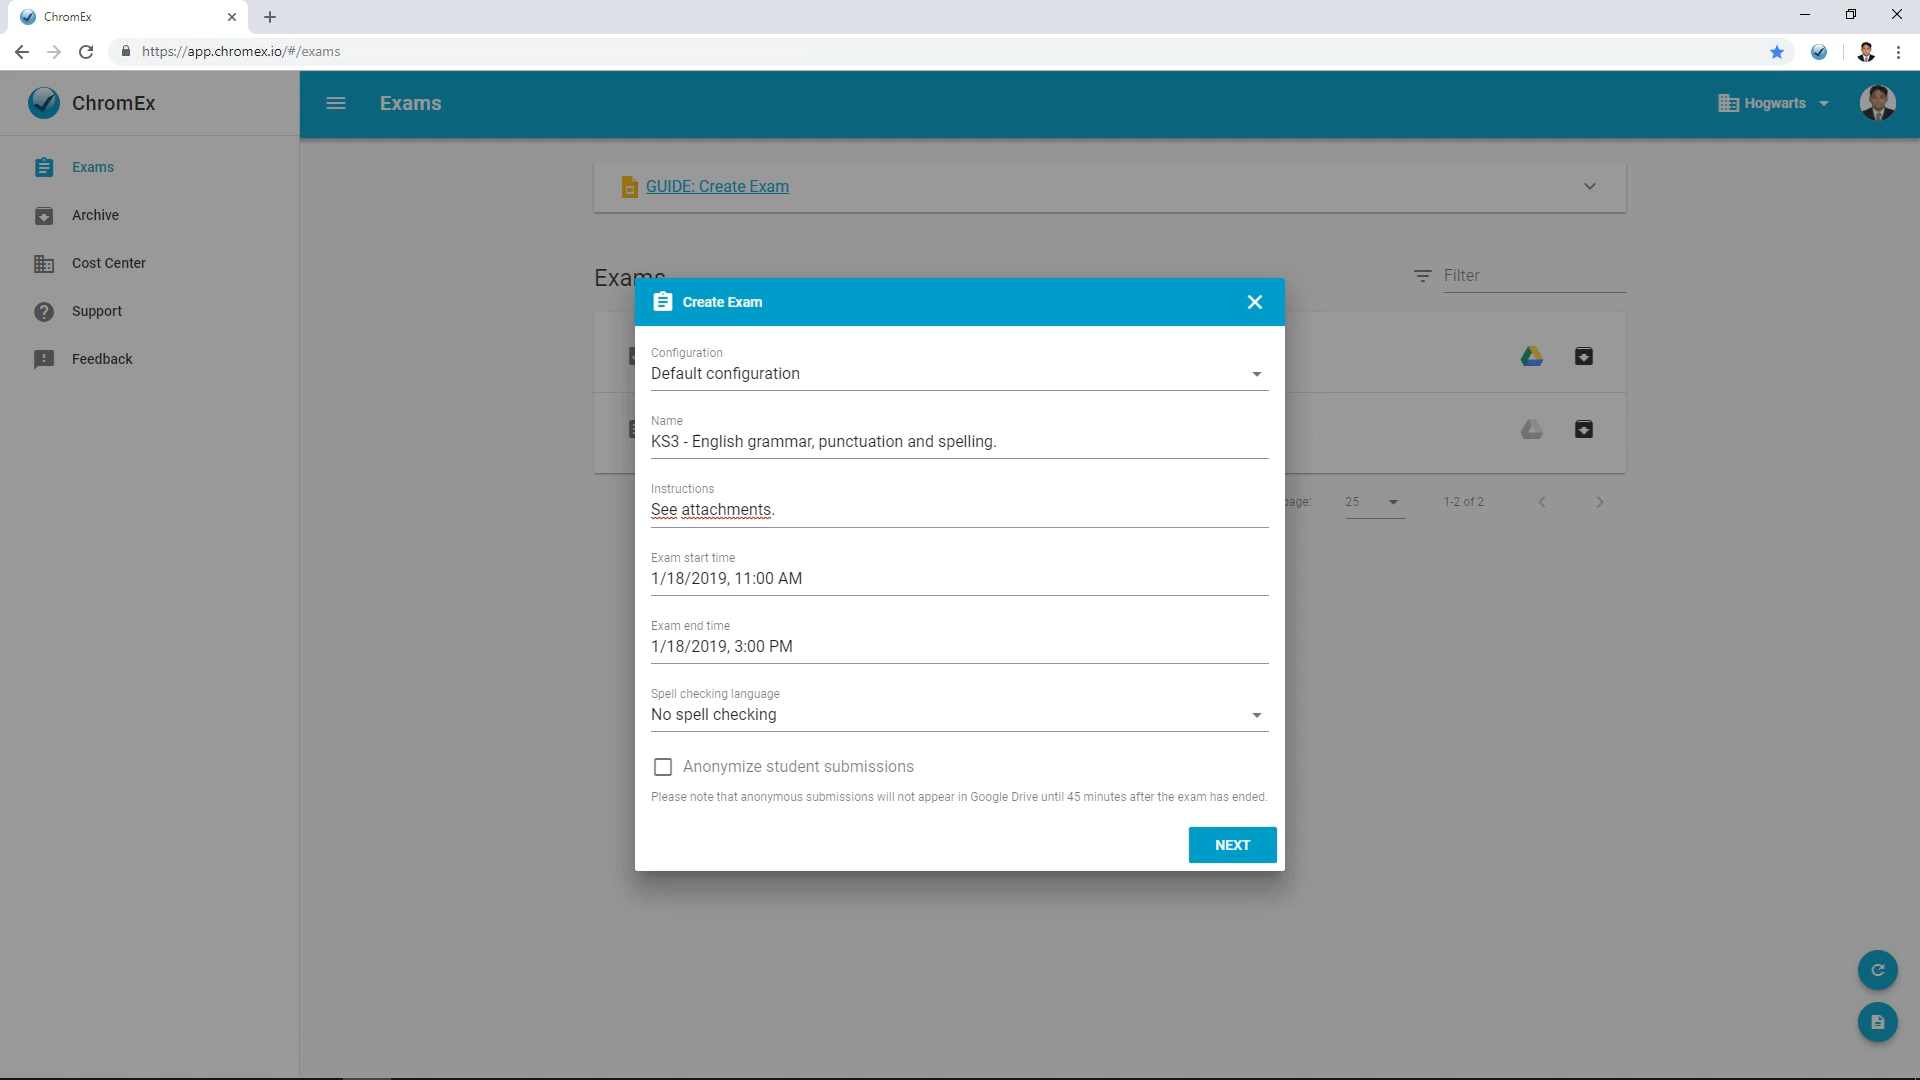 ChromEx
https://app.chromex.io/#/exams
ChromEx
Exams
Hogwarts
Exams
Archive
Cost Center
Support
Feedback
GUIDE: Create Exam
Exams
Filter
Create Exam
Configuration
Default configuration
Name
KS3 - English grammar, punctuation and spelling.
Instructions
See attachments.
Exam start time
1/18/2019, 11:00 AM
Exam end time
1/18/2019, 3:00 PM
Spell checking language
No spell checking
Anonymize student submissions
Please note that anonymous submissions will not appear in Google Drive until 45 minutes after the exam has ended.
NEXT
page:
25
1-2 of 2